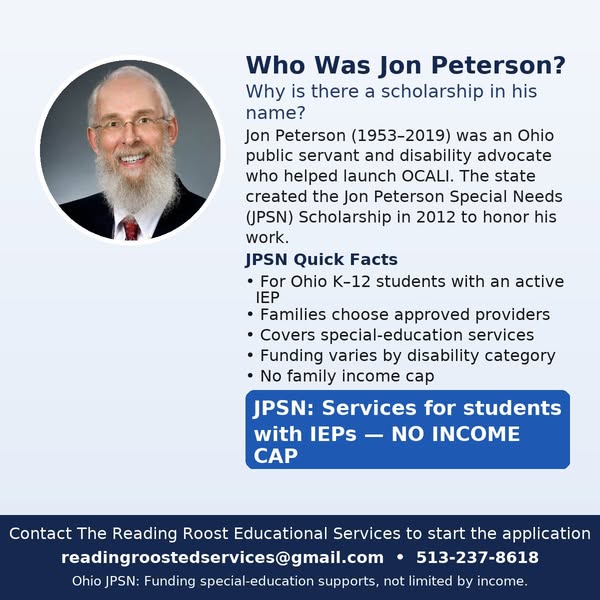 Who Was Jon Peterson?
Why is there a scholarship in his
name?
Jon Peterson (1953–2019) was an Ohio
public servant and disability advocate
who helped launch OCALI. The state
created the Jon Peterson Special Needs
(JPSN) Scholarship in 2012 to honor his
work.
JPSN Quick Facts
• For Ohio K–12 students with an active
IEP
• Families choose approved providers
• Covers special-education services
• Funding varies by disability category
• No family income cap
JPSN: Services for students
with IEPs — NO INCOME
CAP
Contact The Reading Roost Educational Services to start the application
readingroostedservices@gmail.com • 513-237-8618
Ohio JPSN: Funding special-education supports, not limited by income.